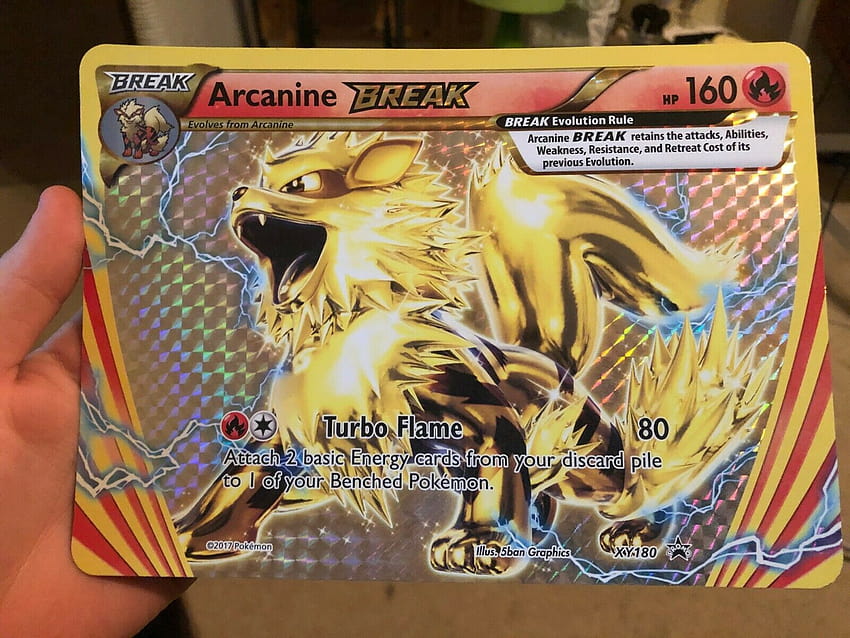 BREAK
Arcanine BREAK
HP 160
Evolves from Arcanine
BREAK Evolution Rule
Arcanine BREAK retains the attacks, Abilities,
Weakness, Resistance, and Retreat Cost of its
previous Evolution.
Turbo Flame 80
Attach 2 basic Energy cards from your discard pile
to 1 of your Benched Pokémon.
©2017 Pokémon
Illus. 5ban Graphics
XY180